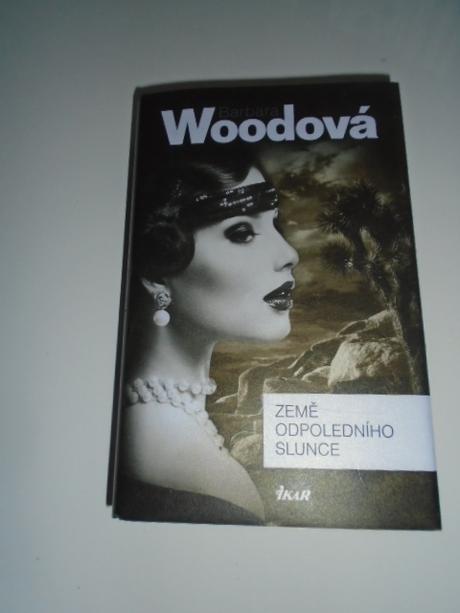 Barbara
Woodová
ZEMĚ
ODPOLEDNÍHO
SLUNCE
IKAR